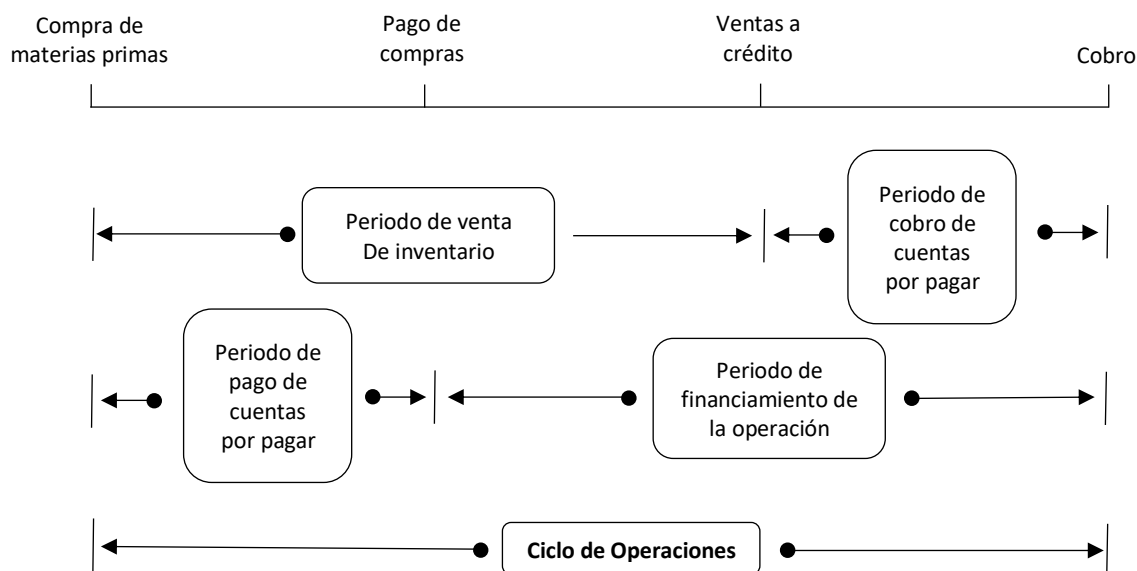 Compra de
materias primas
Pago de
compras
Ventas a
crédito
Cobro
Periodo de venta
De inventario
Periodo de
cobro de
cuentas
por pagar
Periodo de
pago de
cuentas
por pagar
Periodo de
financiamiento de
la operación
Ciclo de Operaciones